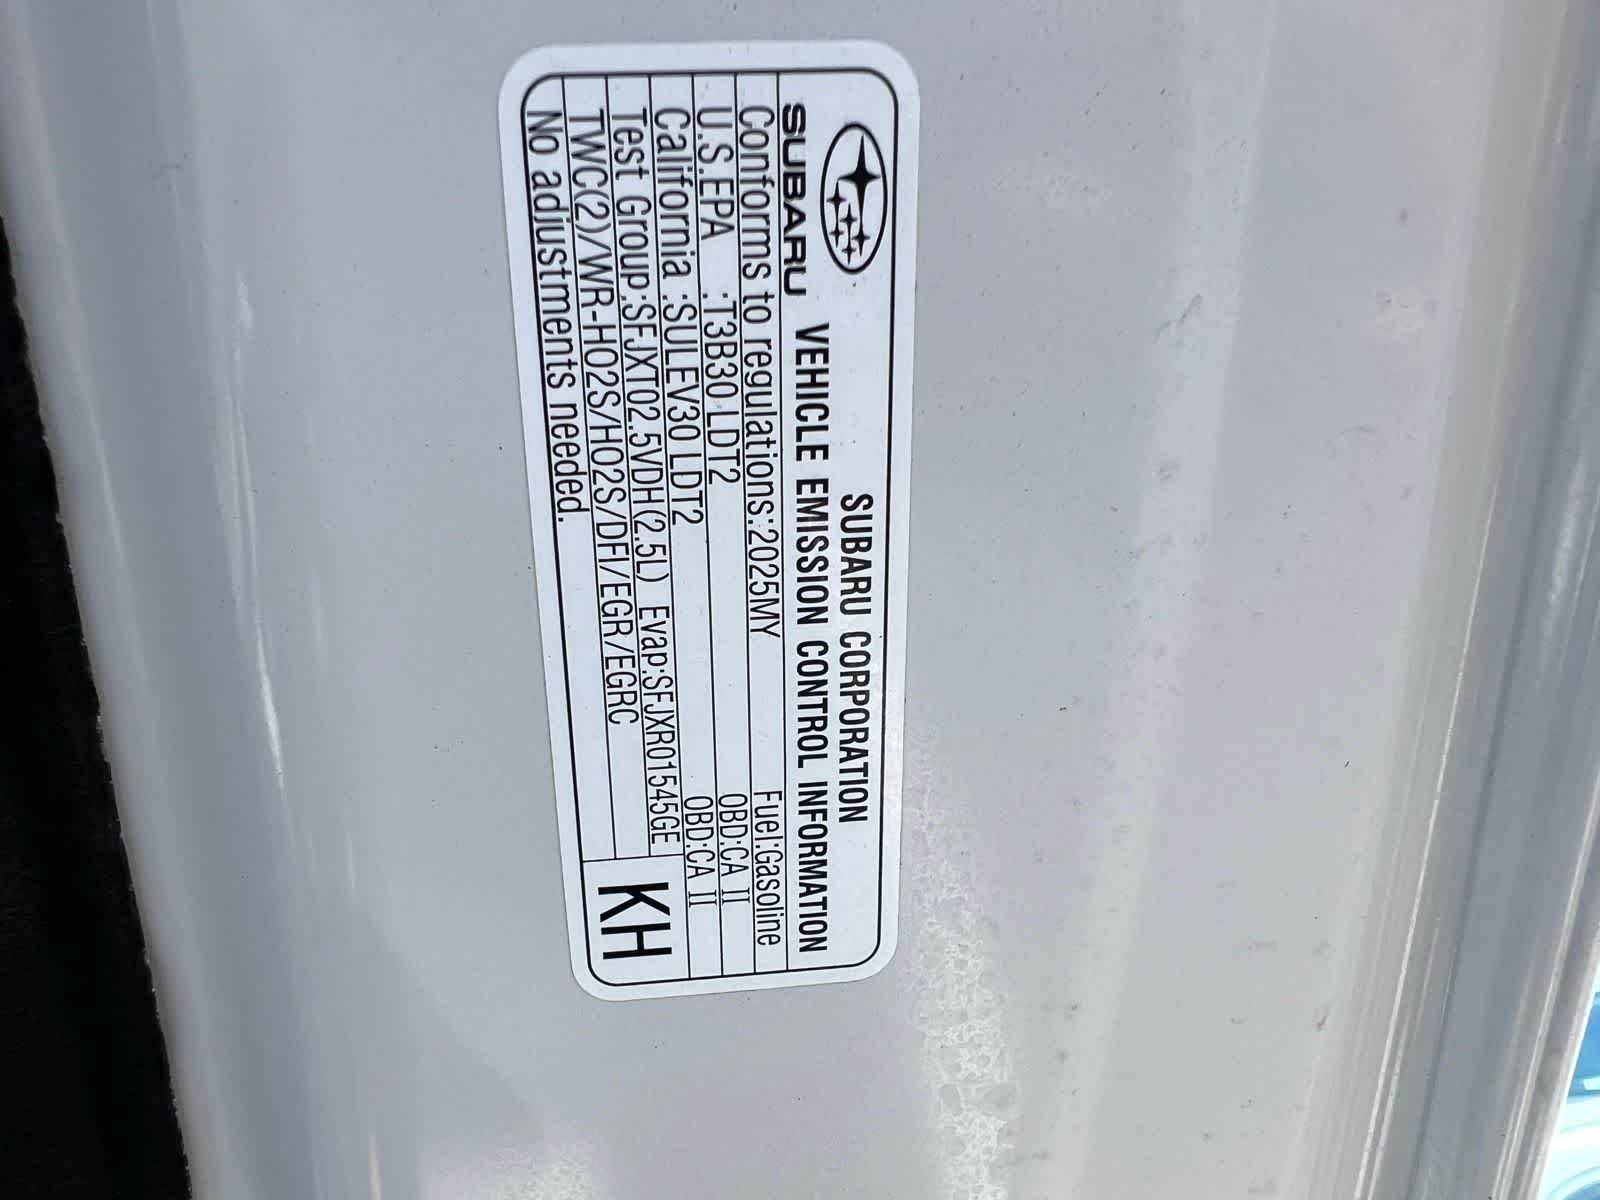 SUBARU CORPORATION
SUBARU VEHICLE EMISSION CONTROL INFORMATION
Conforms to regulations:2025MY Fuel:Gasoline
U.S.EPA :T3B30 LDT2 OBD:CA II
California :SULEV30 LDT2 OBD:CA II
Test Group:SFJXT02.5VDH(2.5L) Evap:SFJXR01545GE
TWC(2)/WR-HO2S/HO2S/DFI/EGR/EGRC
No adjustments needed.
KH